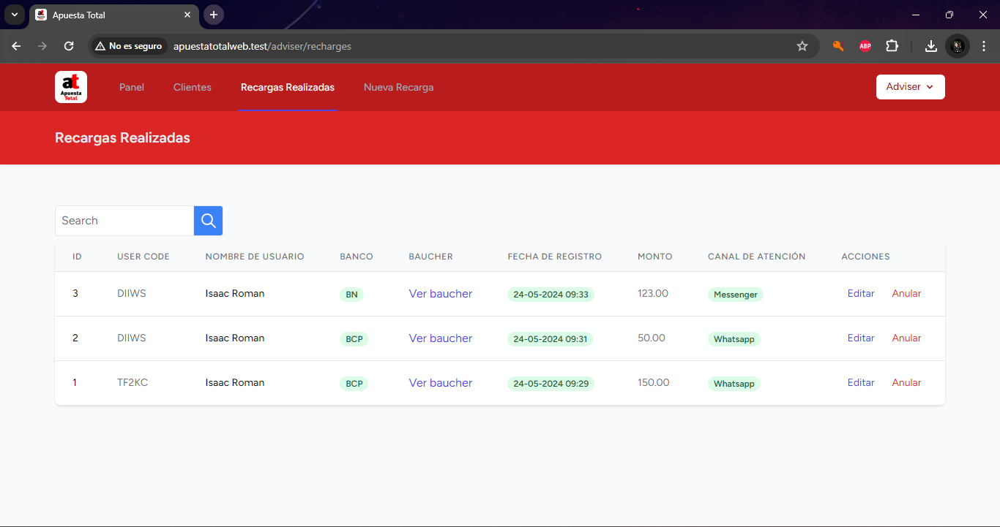 Apuesta Total
No es seguro apuestatotalweb.test/adviser/recharges
ABP
at
Apuesta
Total
Panel Clientes Recargas Realizadas Nueva Recarga Adviser
Recargas Realizadas
Search
ID USER CODE NOMBRE DE USUARIO BANCO BAUCHER FECHA DE REGISTRO MONTO CANAL DE ATENCIÓN ACCIONES
3 DIIWS Isaac Roman BN Ver baucher 24-05-2024 09:33 123.00 Messenger Editar Anular
2 DIIWS Isaac Roman BCP Ver baucher 24-05-2024 09:31 50.00 Whatsapp Editar Anular
1 TF2KC Isaac Roman BCP Ver baucher 24-05-2024 09:29 150.00 Whatsapp Editar Anular